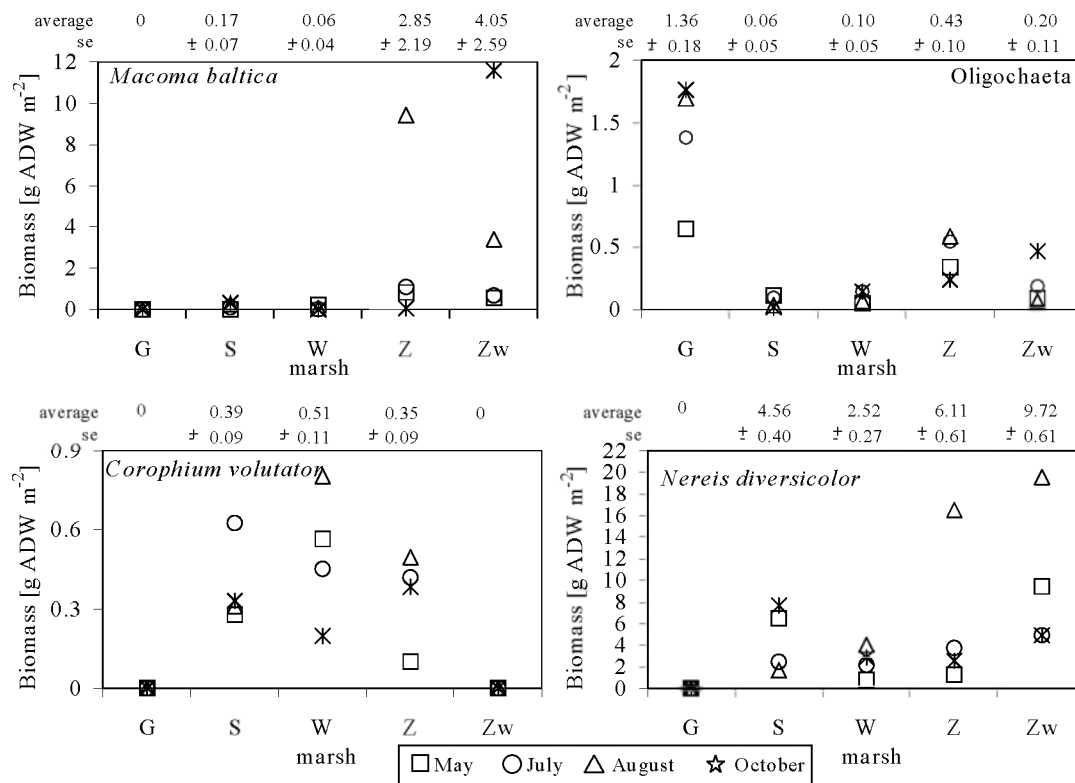 average 0 0.17 0.06 2.85 4.05
se ± 0.07 ± 0.04 ± 2.19 ± 2.59
Macoma baltica
Biomass [g ADW m-2]
12
10
8
6
4
2
0
G S W Z Zw
marsh
average 1.36 0.06 0.10 0.43 0.20
se ± 0.18 ± 0.05 ± 0.05 ± 0.10 ± 0.11
Oligochaeta
Biomass [g ADW m-2]
2
1.5
1
0.5
0
G S W Z Zw
marsh
average 0 0.39 0.51 0.35 0
se ± 0.09 ± 0.11 ± 0.09
Corophium volutator
Biomass [g ADW m-2]
0.9
0.6
0.3
0
G S W Z Zw
marsh
average 0 4.56 2.52 6.11 9.72
se ± 0.40 ± 0.27 ± 0.61 ± 0.61
Nereis diversicolor
Biomass [g ADW m-2]
22
20
18
16
14
12
10
8
6
4
2
0
G S W Z Zw
marsh
May July August October